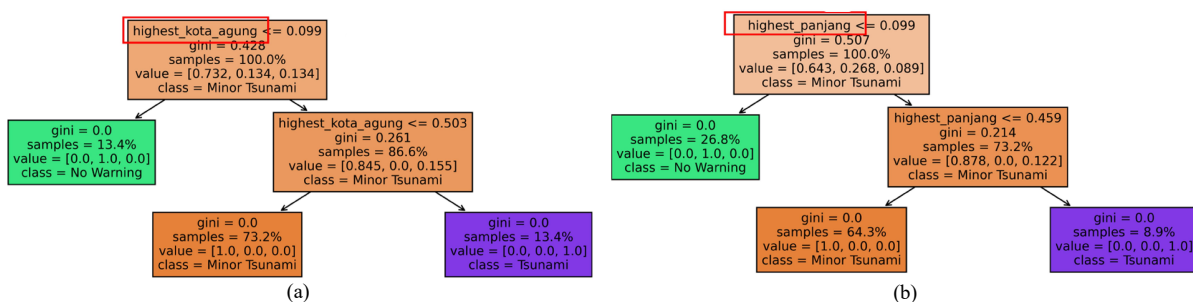 highest_kota_agung <= 0.099
gini = 0.428
samples = 100.0%
value = [0.732, 0.134, 0.134]
class = Minor Tsunami
gini = 0.0
samples = 13.4%
value = [0.0, 1.0, 0.0]
class = No Warning
highest_kota_agung <= 0.503
gini = 0.261
samples = 86.6%
value = [0.845, 0.0, 0.155]
class = Minor Tsunami
gini = 0.0
samples = 73.2%
value = [1.0, 0.0, 0.0]
class = Minor Tsunami
gini = 0.0
samples = 13.4%
value = [0.0, 0.0, 1.0]
class = Tsunami
(a)
highest_panjang <= 0.099
gini = 0.507
samples = 100.0%
value = [0.643, 0.268, 0.089]
class = Minor Tsunami
gini = 0.0
samples = 26.8%
value = [0.0, 1.0, 0.0]
class = No Warning
highest_panjang <= 0.459
gini = 0.214
samples = 73.2%
value = [0.878, 0.0, 0.122]
class = Minor Tsunami
gini = 0.0
samples = 64.3%
value = [1.0, 0.0, 0.0]
class = Minor Tsunami
gini = 0.0
samples = 8.9%
value = [0.0, 0.0, 1.0]
class = Tsunami
(b)